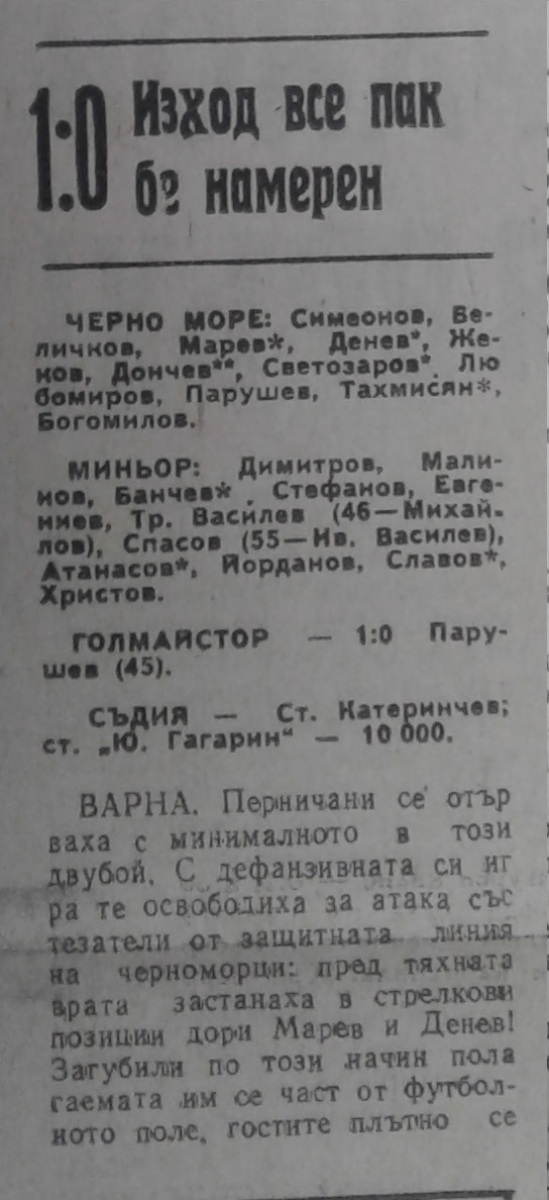 1:0 Изход все пак
бе намерен
ЧЕРНО МОРЕ: Симеонов, Ве-
личков, Марев*, Денев*, Же-
ков, Дончев**, Светозаров*, Лю
бомиров, Парушев, Тахмисян*,
Богомилов.
МИНЬОР: Димитров, Мали-
нов, Банчев*, Стефанов, Евге-
ниев, Тр. Василев (46—Михай-
лов), Спасов (55—Ив. Василев),
Атанасов*, Йорданов, Славов*,
Христов.
ГОЛМАЙСТОР — 1:0 Пару-
шев (45).
СЪДИЯ — Ст. Катеринчев;
ст. „Ю. Гагарин“ — 10 000.
ВАРНА. Перничани се отър
ваха с минималното в този
двубой. С дефанзивната си иг
ра те освободиха за атака със
тезатели от защитната линия
на черноморци: пред тяхната
врата застанаха в стрелкови
позиции дори Марев и Денев!
Загубили по този начин пола
гаемата им се част от футбол-
ното поле, гостите плътно се